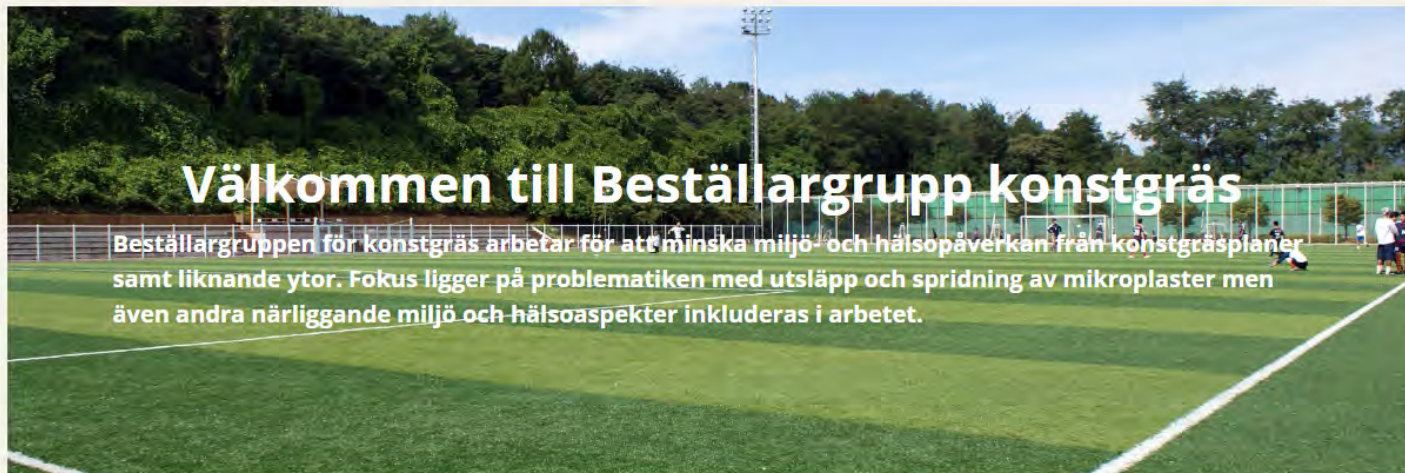 Välkommen till Beställargrupp konstgräs
Beställargruppen för konstgräs arbetar för att minska miljö- och hälsopåverkan från konstgräsplaner
samt liknande ytor. Fokus ligger på problematiken med utsläpp och spridning av mikroplaster men
även andra närliggande miljö och hälsoaspekter inkluderas i arbetet.